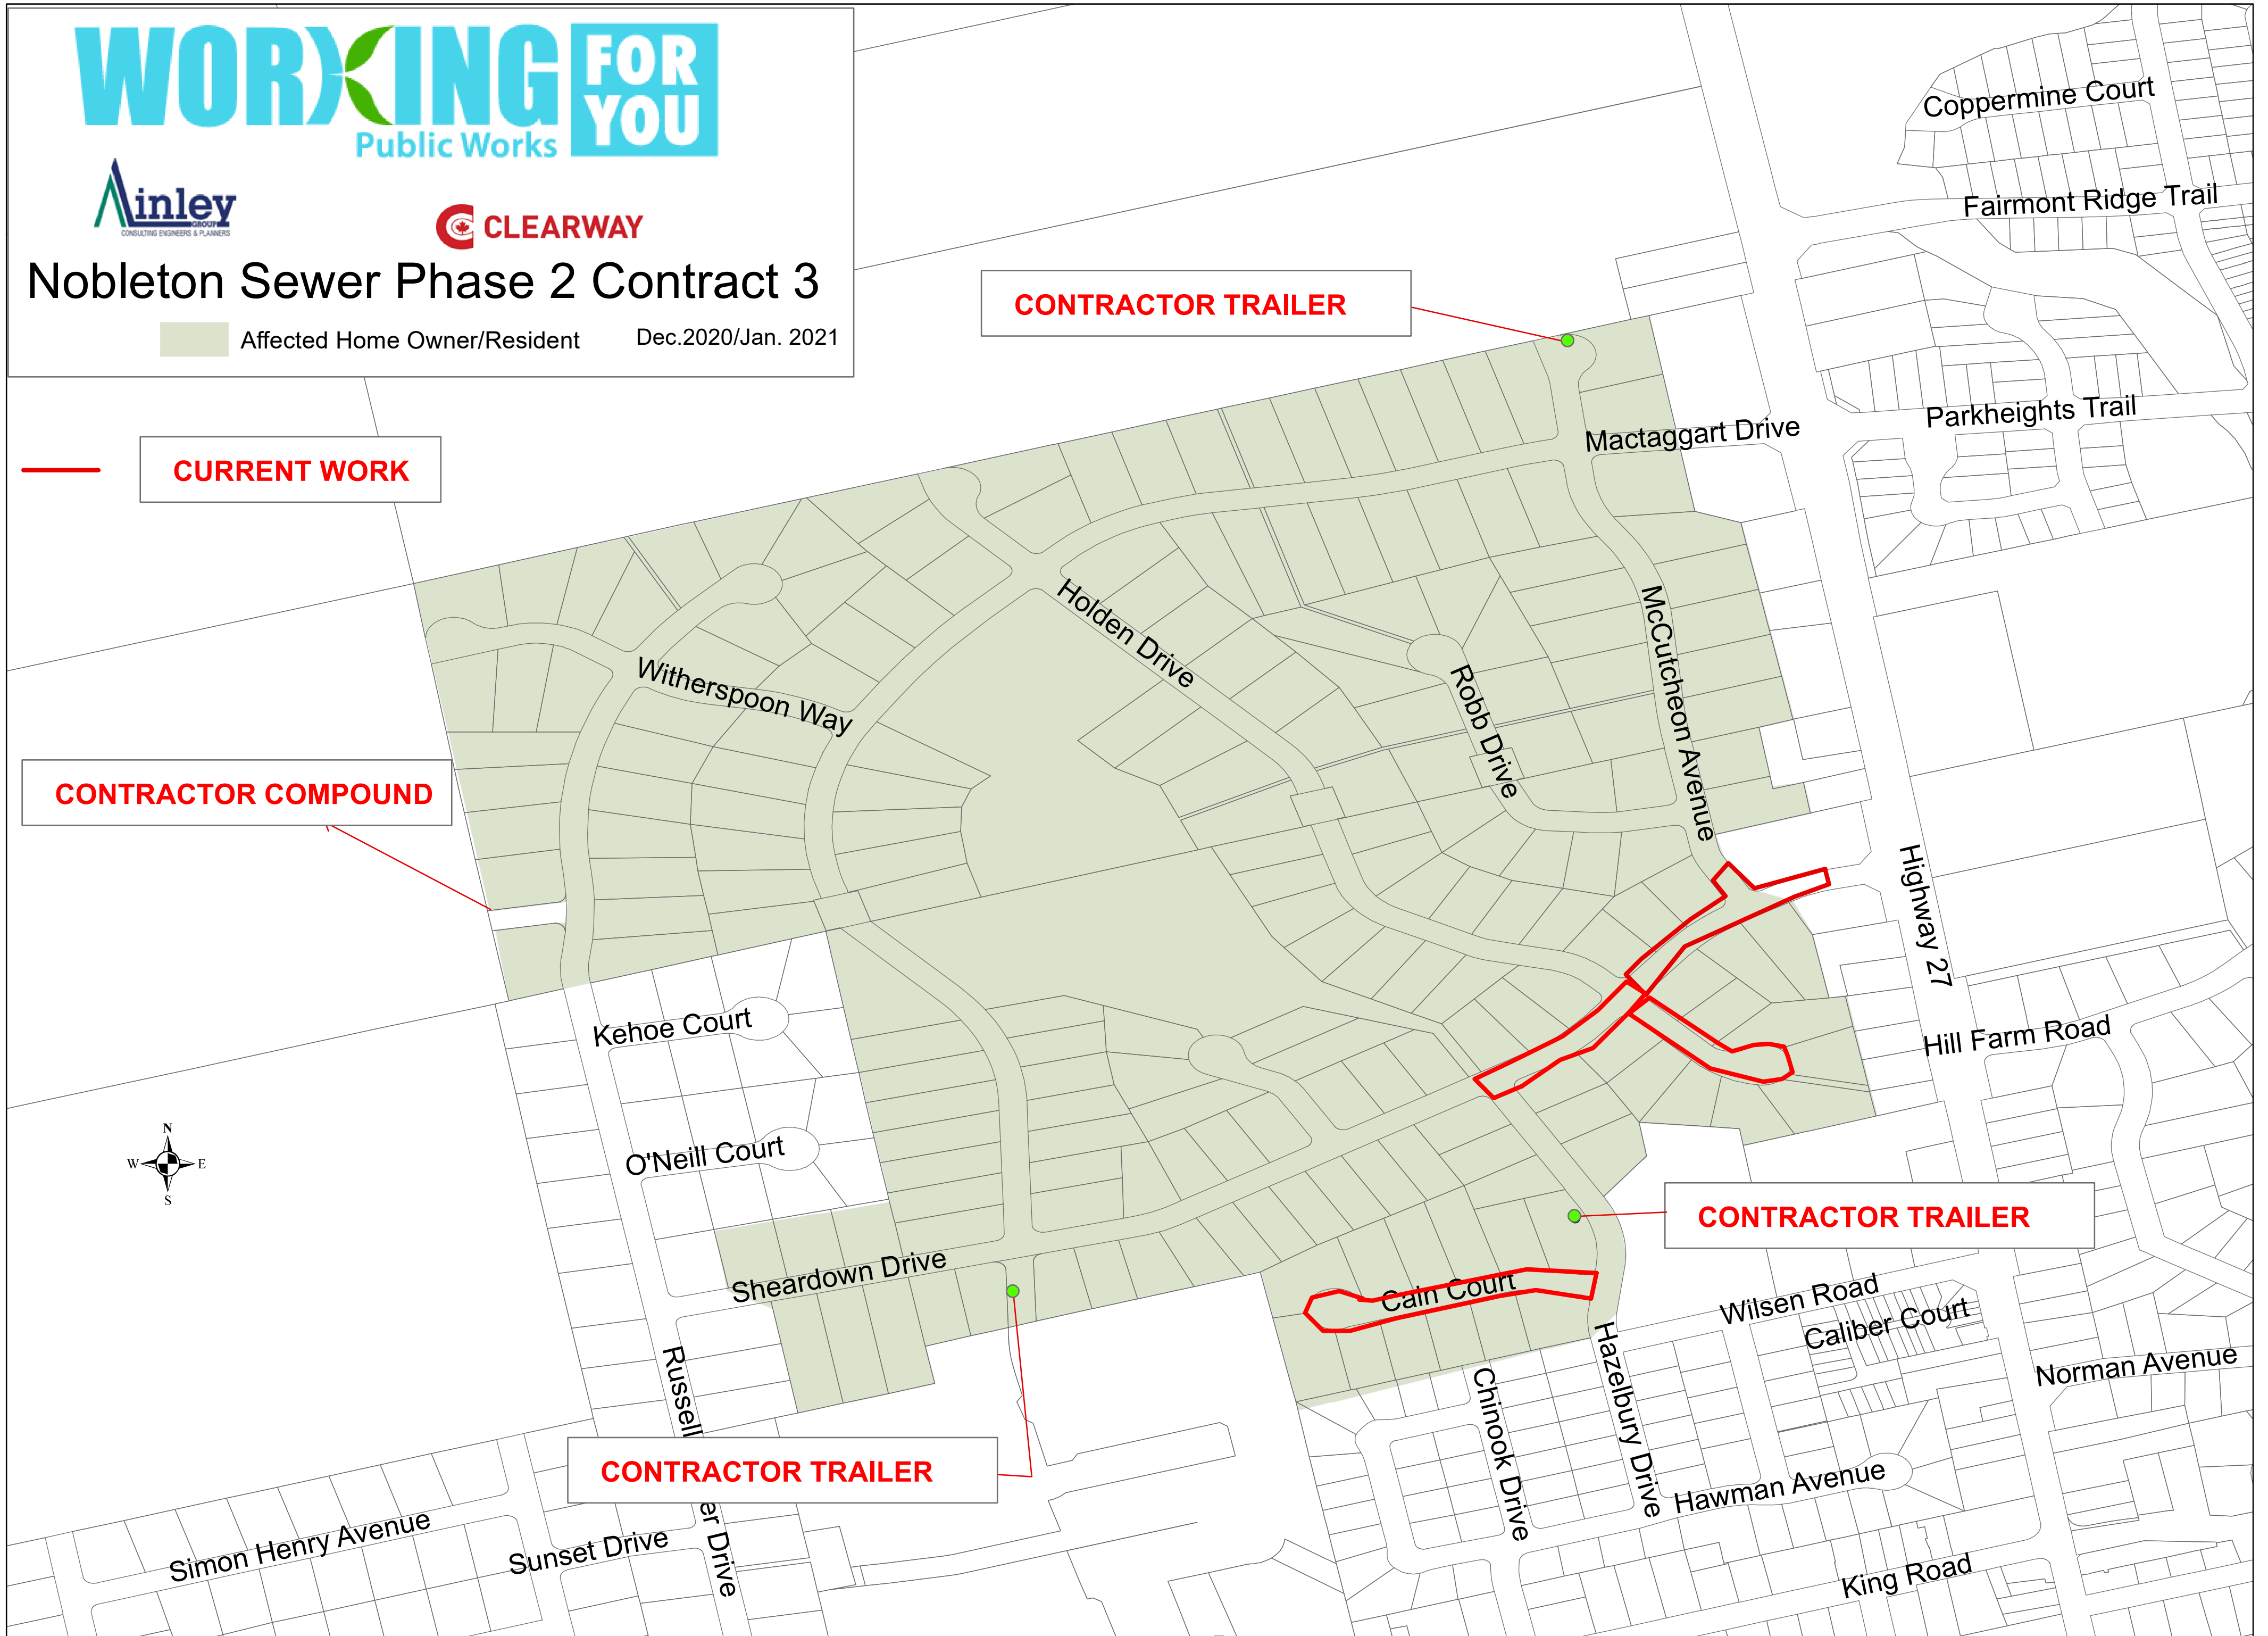 WORKING FOR YOU
Public Works
Ainley
GROUP
CONSULTING ENGINEERS & PLANNERS
CLEARWAY
Nobleton Sewer Phase 2 Contract 3
Affected Home Owner/Resident
Dec.2020/Jan. 2021
CURRENT WORK
CONTRACTOR TRAILER
CONTRACTOR COMPOUND
Coppermine Court
Fairmont Ridge Trail
Parkheights Trail
Mactaggart Drive
Holden Drive
Witherspoon Way
Robb Drive
McCutcheon Avenue
Highway 27
Hill Farm Road
Kehoe Court
O'Neill Court
N
W
E
S
CONTRACTOR TRAILER
Sheardown Drive
Cain Court
Wilsen Road
Caliber Court
Norman Avenue
Russell
er Drive
Chinook Drive
Hazelbury Drive
CONTRACTOR TRAILER
Hawman Avenue
Simon Henry Avenue
Sunset Drive
King Road